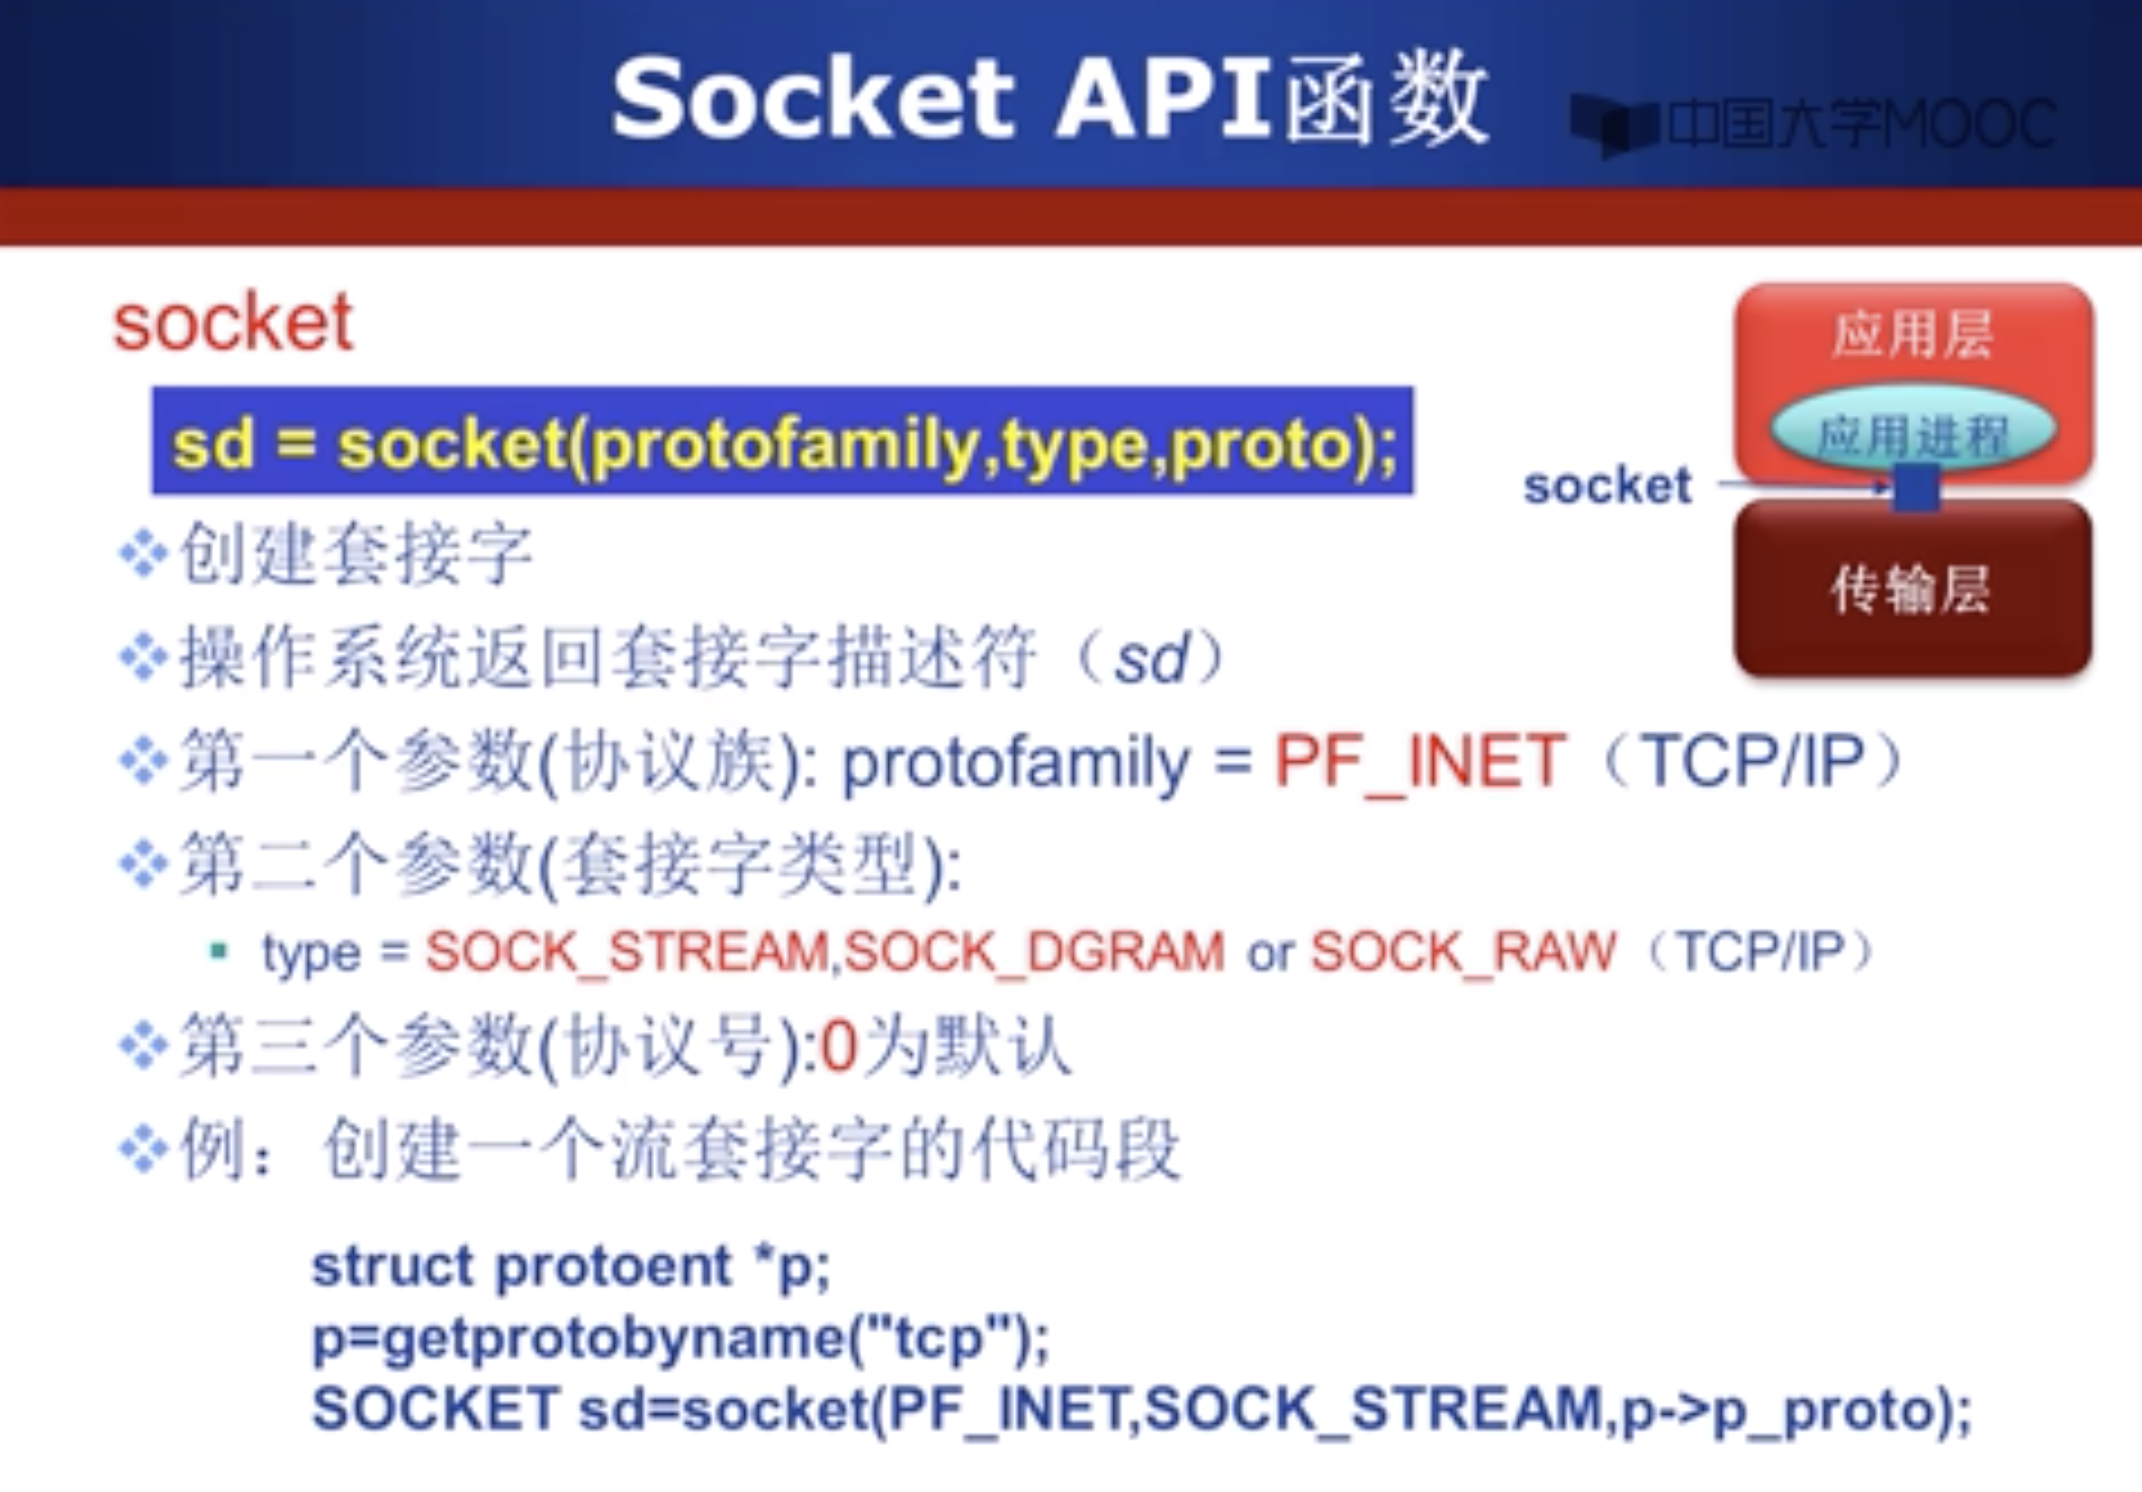 Socket API函数
中国大学MOOC
socket
sd = socket(protofamily,type,proto);
应用层
应用进程
socket
传输层
创建套接字
操作系统返回套接字描述符（sd）
第一个参数(协议族): protofamily = PF_INET（TCP/IP）
第二个参数(套接字类型):
type = SOCK_STREAM,SOCK_DGRAM or SOCK_RAW（TCP/IP）
第三个参数(协议号):0为默认
例：创建一个流套接字的代码段
struct protoent *p;
p=getprotobyname("tcp");
SOCKET sd=socket(PF_INET,SOCK_STREAM,p->p_proto);